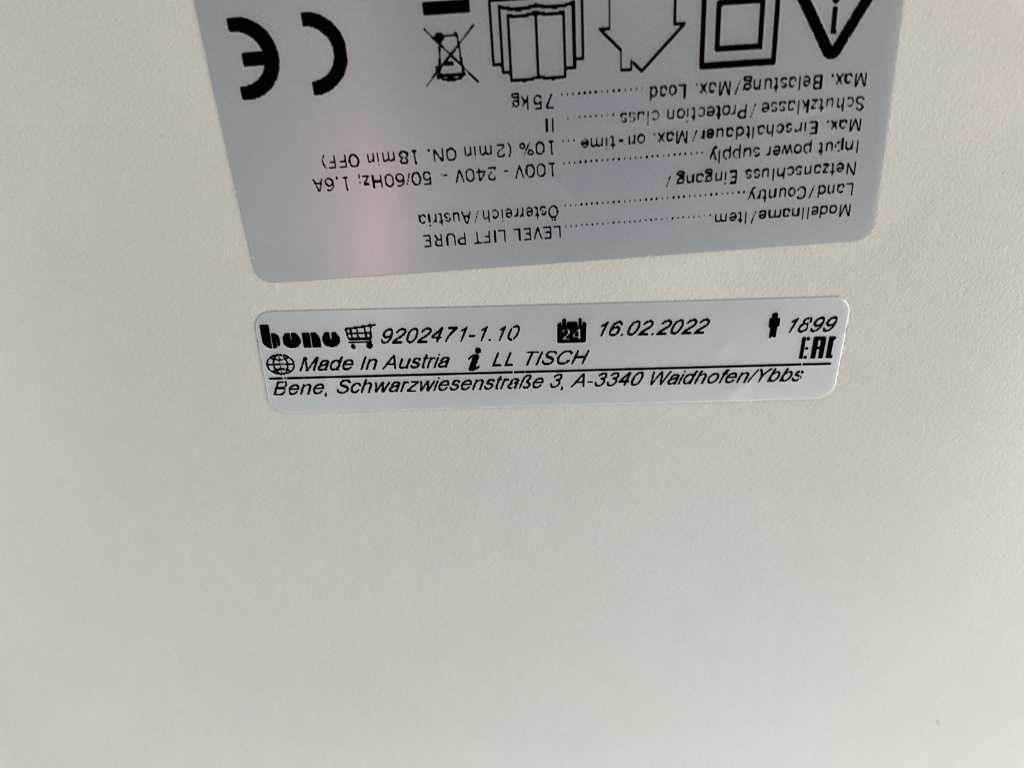 Modellname/Item............LEVEL LIFT PURE
Land/Country............Österreich/Austria
Netzanschluss Eingang/
Input power supply............100V - 240V - 50/60Hz; 1.6A
Max. Einschaltdauer/Max. on-time...10% (2 min ON. 18 min OFF)
Schutzklasse/Protection class........II
Max. Belastung/Max. Load............75kg
bene 9202471-1.10 24 16.02.2022 1899
Made In Austria i LL TISCH EAC
Bene, Schwarzwiesenstraße 3, A-3340 Waidhofen/Ybbs
CE